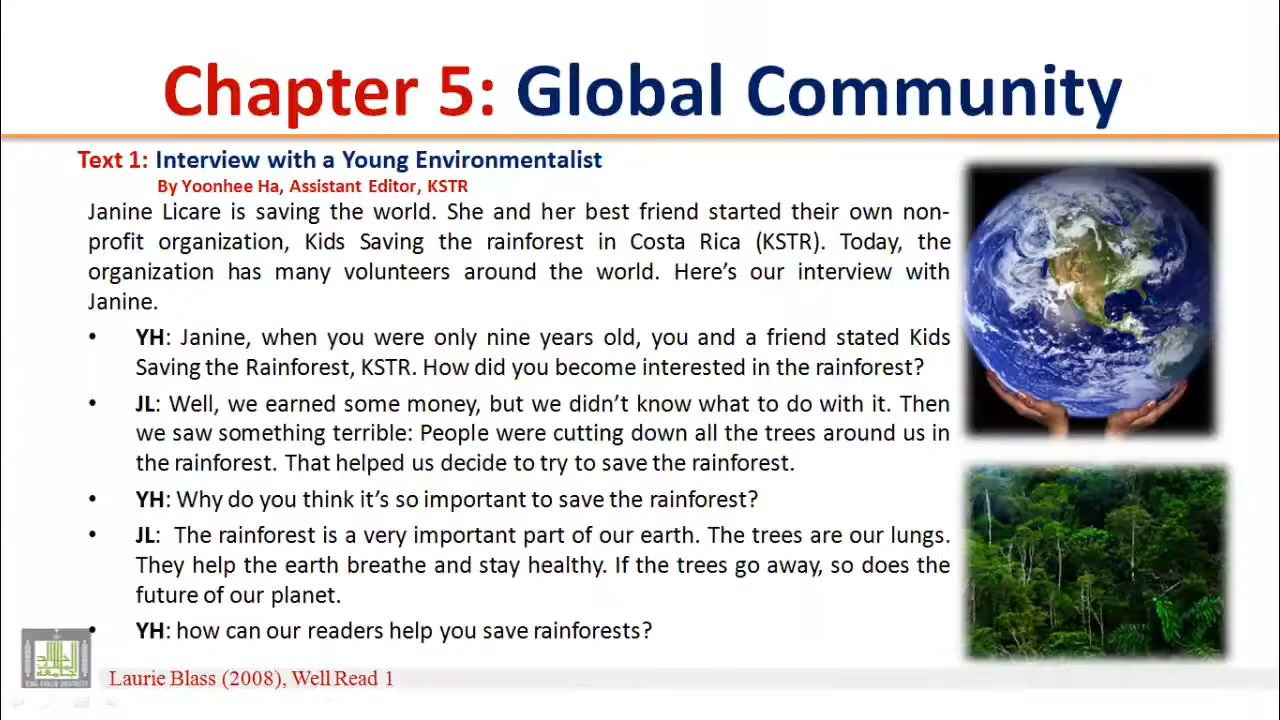 Chapter 5: Global Community
Text 1: Interview with a Young Environmentalist
By Yoonhee Ha, Assistant Editor, KSTR
Janine Licare is saving the world. She and her best friend started their own non-
profit organization, Kids Saving the rainforest in Costa Rica (KSTR). Today, the
organization has many volunteers around the world. Here's our interview with
Janine.
• YH: Janine, when you were only nine years old, you and a friend stated Kids
Saving the Rainforest, KSTR. How did you become interested in the rainforest?
• JL: Well, we earned some money, but we didn't know what to do with it. Then
we saw something terrible: People were cutting down all the trees around us in
the rainforest. That helped us decide to try to save the rainforest.
• YH: Why do you think it's so important to save the rainforest?
• JL: The rainforest is a very important part of our earth. The trees are our lungs.
They help the earth breathe and stay healthy. If the trees go away, so does the
future of our planet.
• YH: how can our readers help you save rainforests?
KING KHALID UNIVERSITY
Laurie Blass (2008), Well Read 1